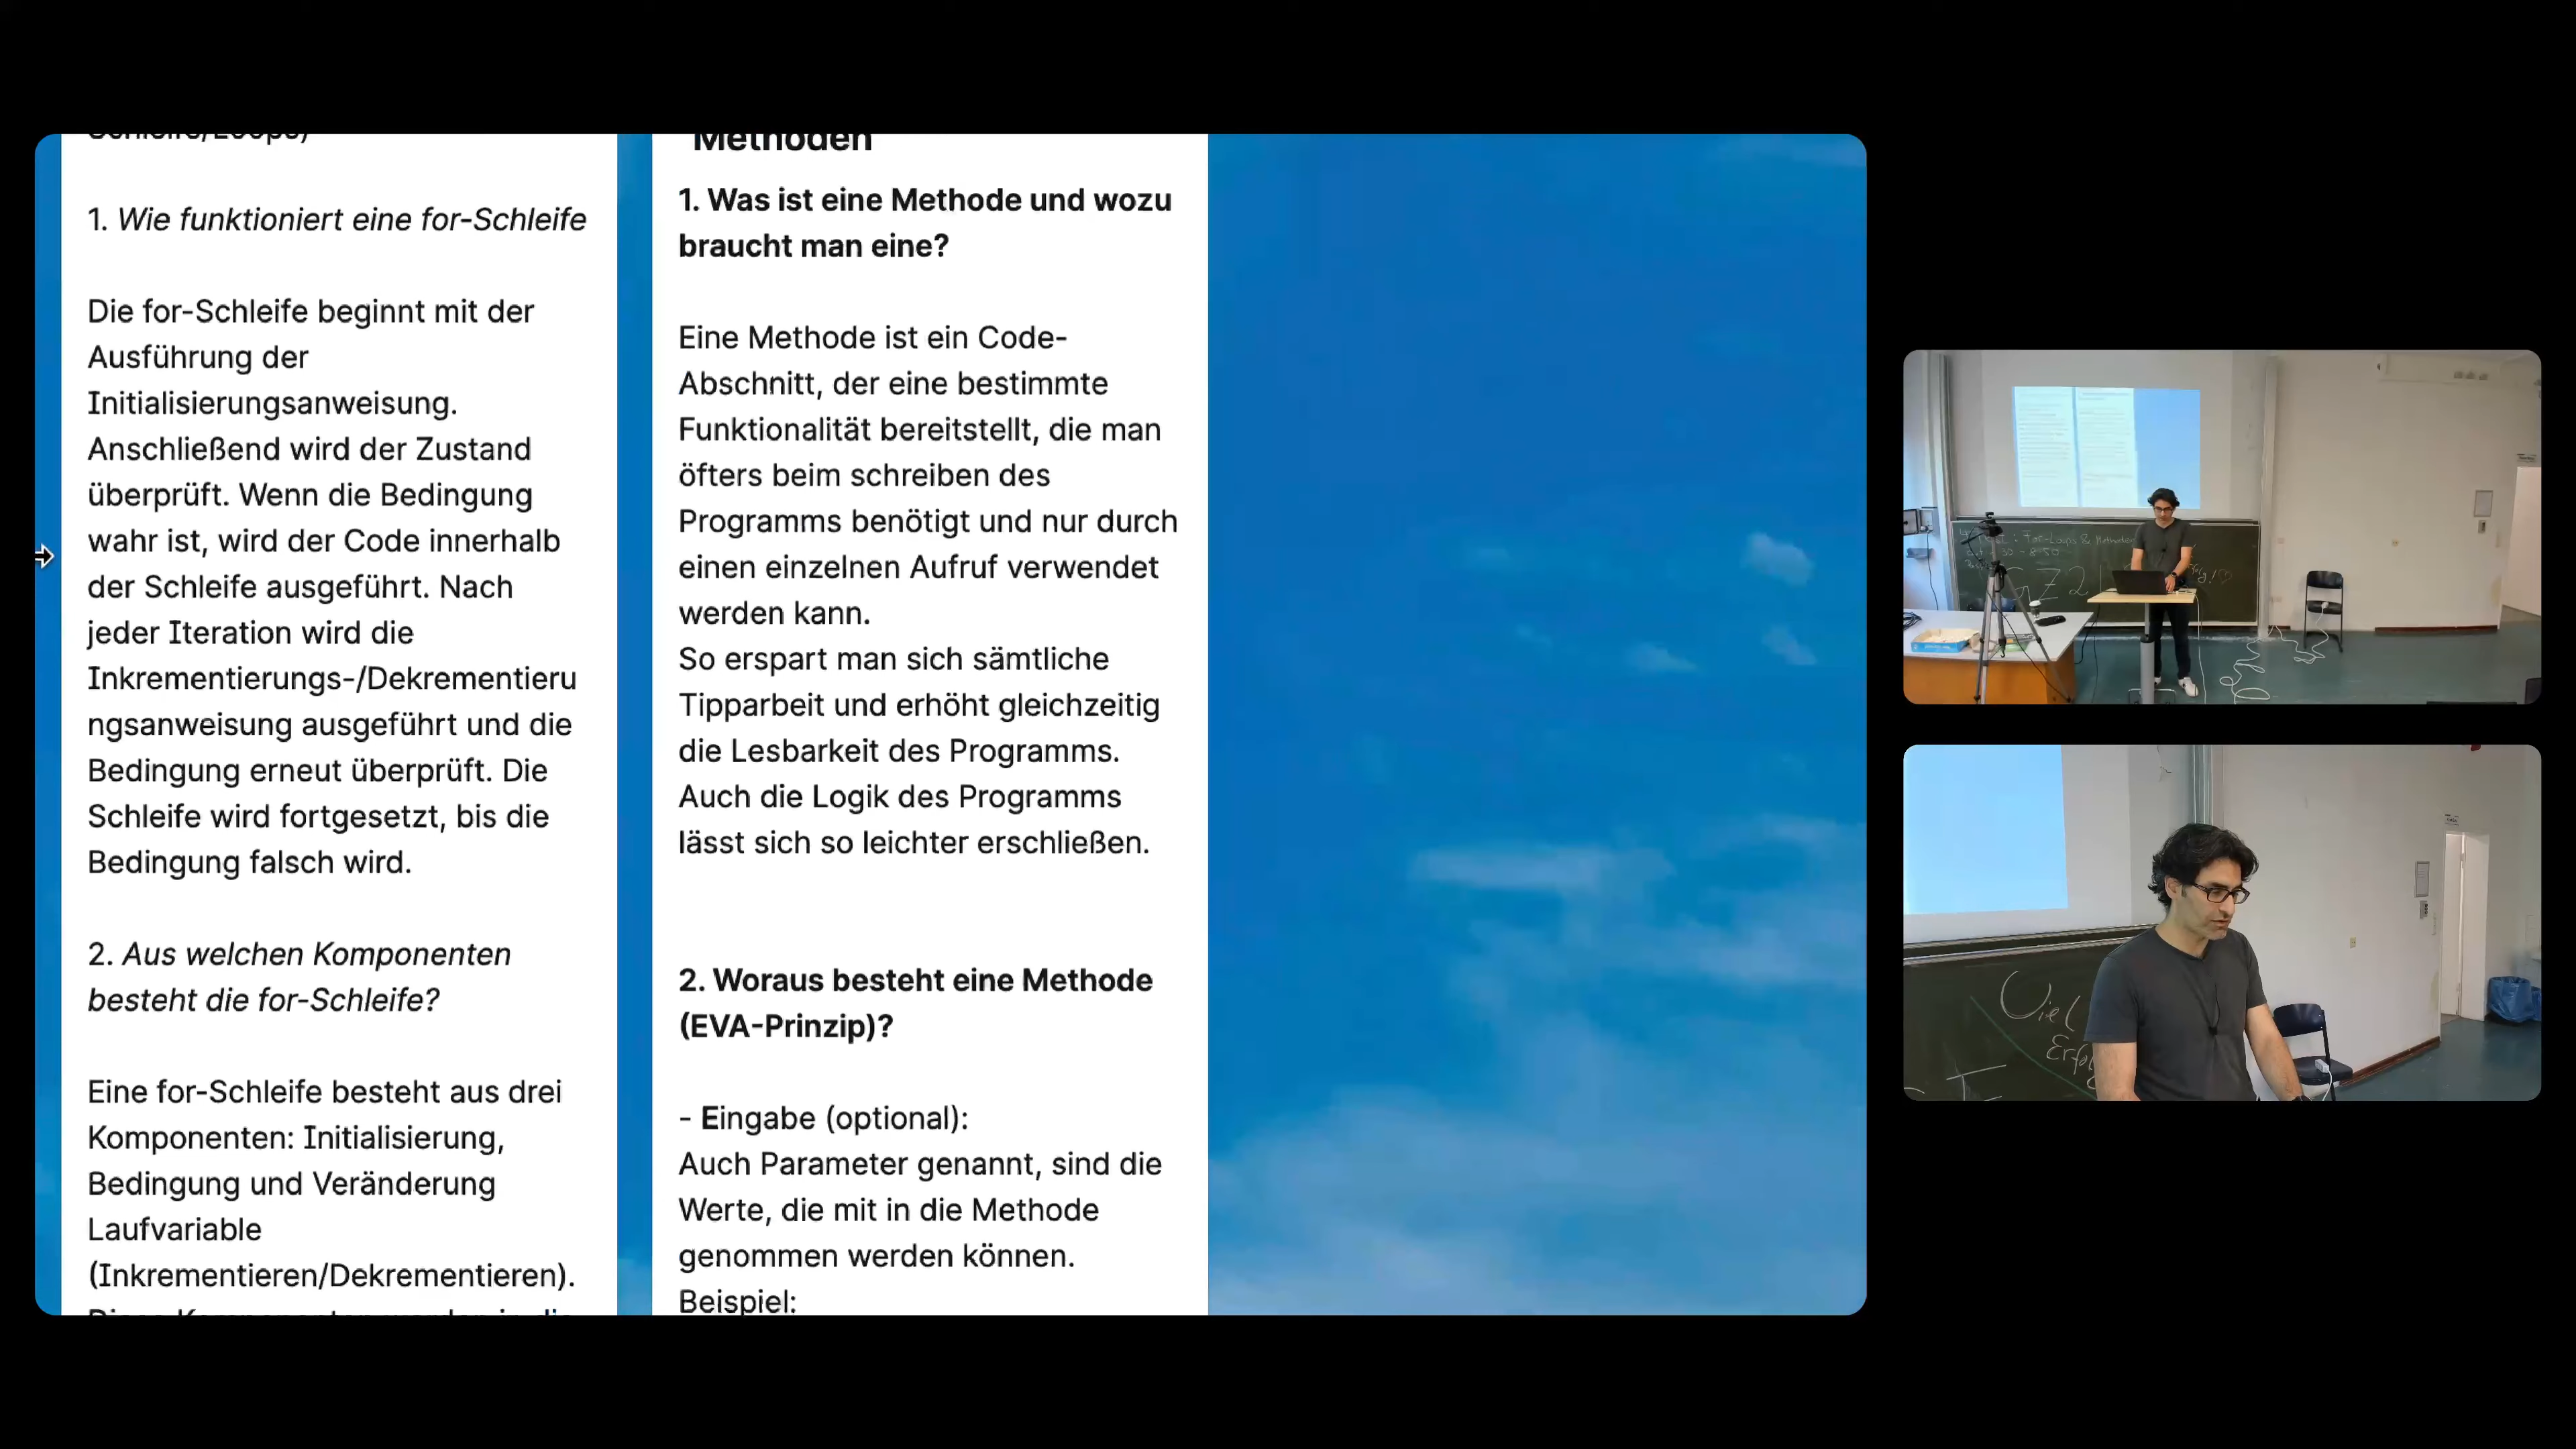 1. Wie funktioniert eine for-Schleife
Die for-Schleife beginnt mit der
Ausführung der
Initialisierungsanweisung.
Anschließend wird der Zustand
überprüft. Wenn die Bedingung
wahr ist, wird der Code innerhalb
der Schleife ausgeführt. Nach
jeder Iteration wird die
Inkrementierungs-/Dekrementieru
ngsanweisung ausgeführt und die
Bedingung erneut überprüft. Die
Schleife wird fortgesetzt, bis die
Bedingung falsch wird.
2. Aus welchen Komponenten
besteht die for-Schleife?
Eine for-Schleife besteht aus drei
Komponenten: Initialisierung,
Bedingung und Veränderung
Laufvariable
(Inkrementieren/Dekrementieren).
Methoden
1. Was ist eine Methode und wozu
braucht man eine?
Eine Methode ist ein Code-
Abschnitt, der eine bestimmte
Funktionalität bereitstellt, die man
öfters beim schreiben des
Programms benötigt und nur durch
einen einzelnen Aufruf verwendet
werden kann.
So erspart man sich sämtliche
Tipparbeit und erhöht gleichzeitig
die Lesbarkeit des Programms.
Auch die Logik des Programms
lässt sich so leichter erschließen.
2. Woraus besteht eine Methode
(EVA-Prinzip)?
- Eingabe (optional):
Auch Parameter genannt, sind die
Werte, die mit in die Methode
genommen werden können.
Beispiel:
For-Loops & Methoden
Viel